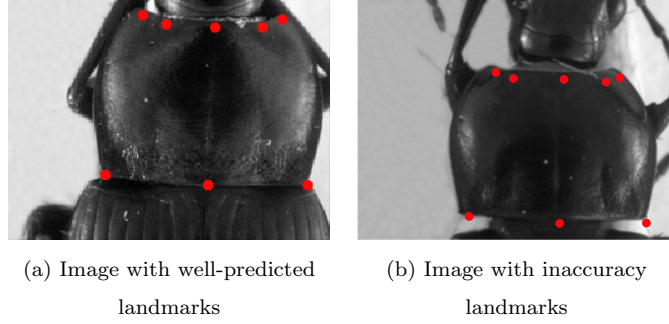 (a) Image with well-predicted
landmarks
(b) Image with inaccuracy
landmarks